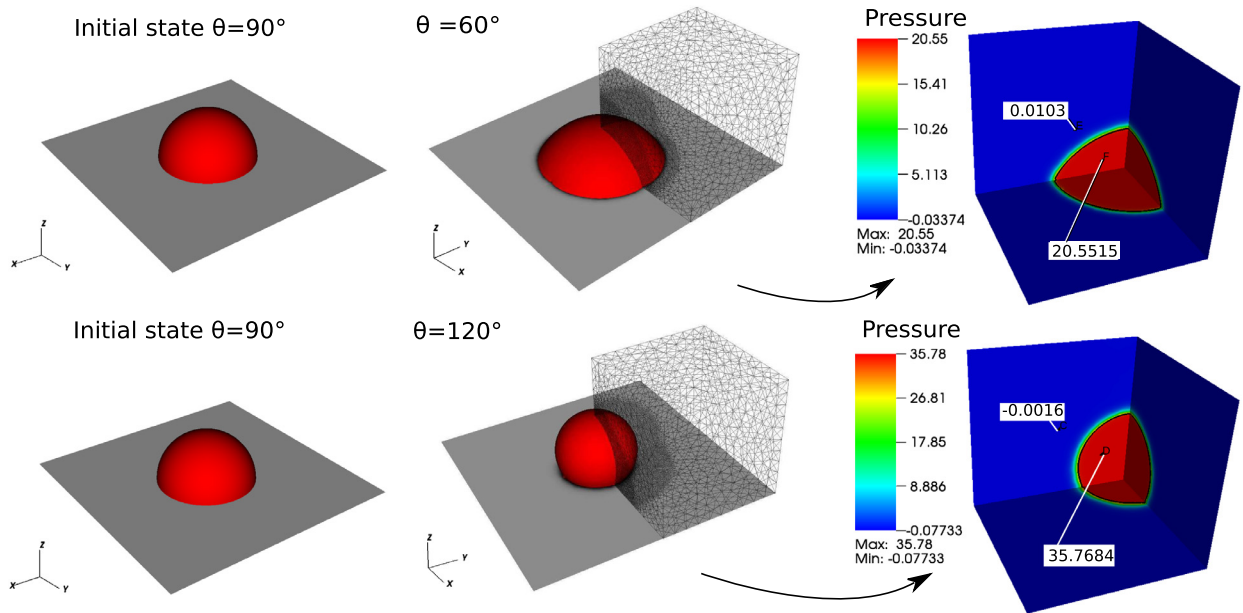 Initial state θ=90°
θ =60°
Pressure
20.55
15.41
10.26
5.113
-0.03374
Max: 20.55
Min: -0.03374
0.0103
F
20.5515
Z
X
Y
Z
Y
X
Initial state θ=90°
θ=120°
Pressure
35.78
26.81
17.85
8.886
-0.07733
Max: 35.78
Min: -0.07733
-0.0016
35.7684
Z
X
Y
Z
Y
X